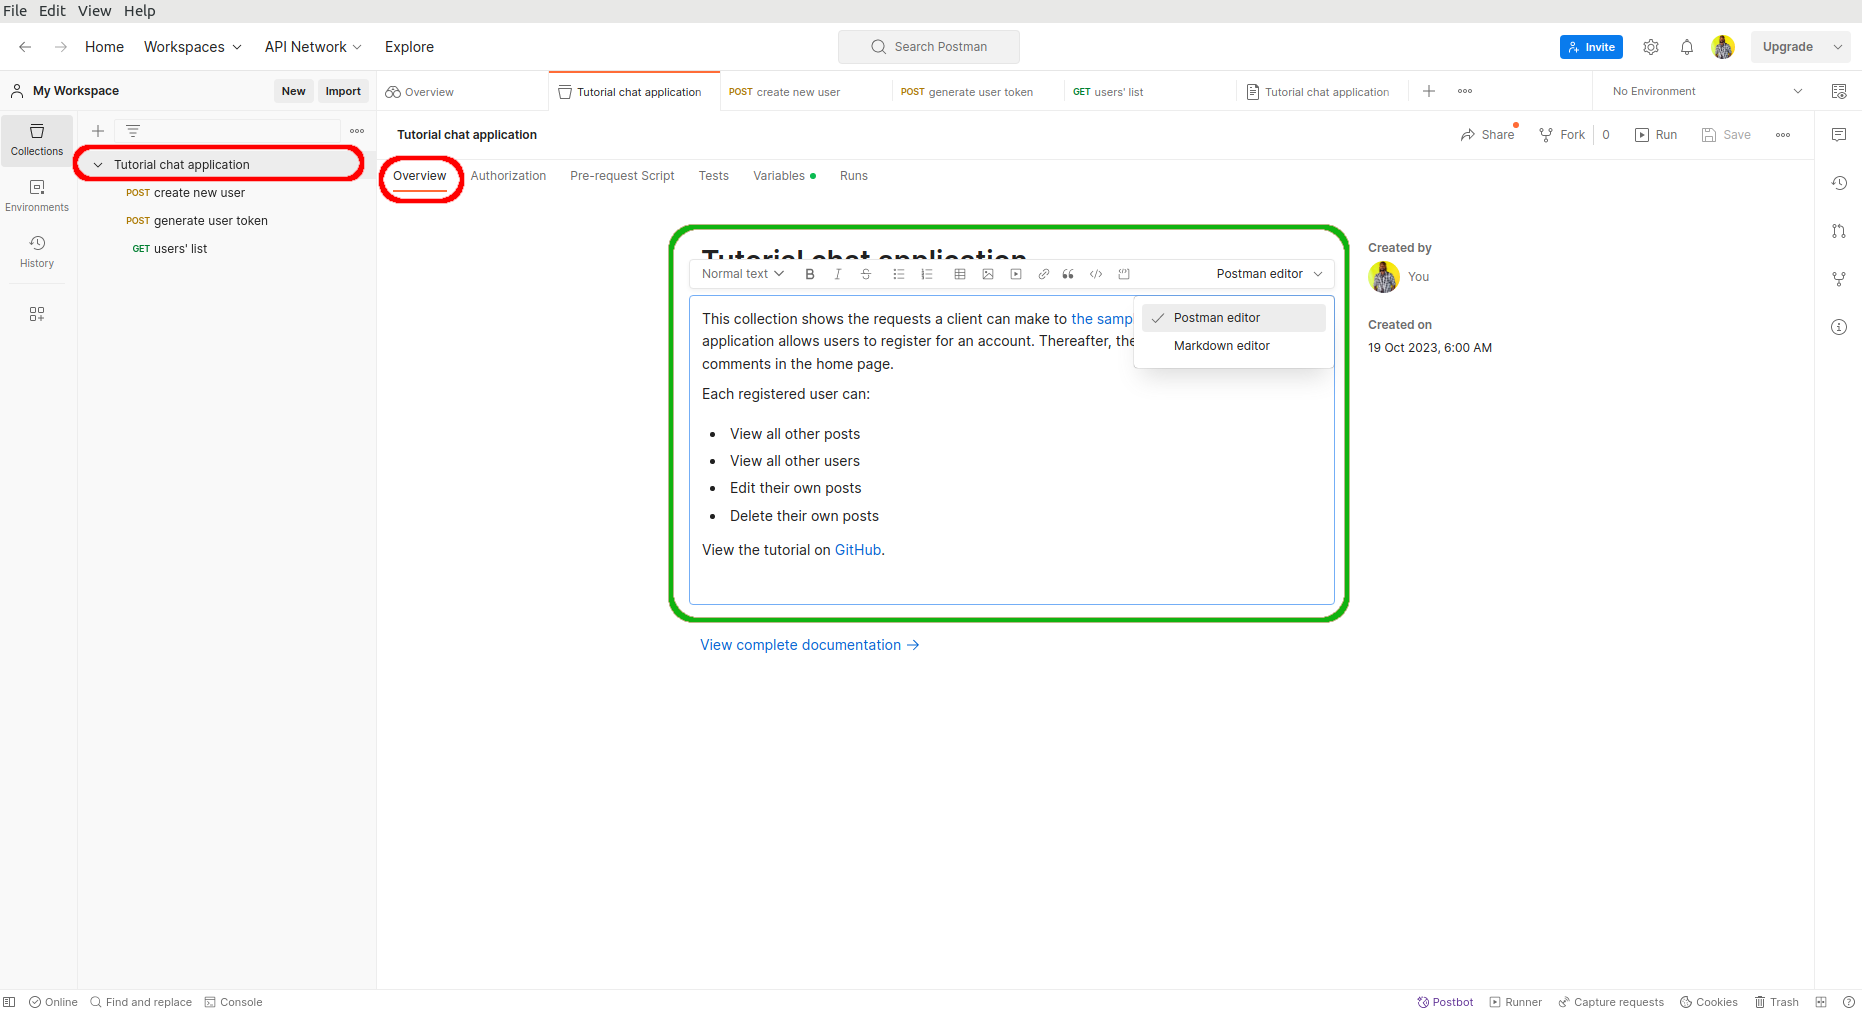 File Edit View Help
Home Workspaces API Network Explore
Search Postman
Invite
Upgrade
My Workspace
New Import
Overview
Tutorial chat application
POST create new user
POST generate user token
GET users' list
Tutorial chat application
No Environment
Collections
Environments
History
Tutorial chat application
POST create new user
POST generate user token
GET users' list
Tutorial chat application
Share
Fork 0
Run
Save
Overview Authorization Pre-request Script Tests Variables Runs
Tutorial chat application
Normal text
Postman editor
Postman editor
Markdown editor
This collection shows the requests a client can make to the samp
application allows users to register for an account. Thereafter, the
comments in the home page.
Each registered user can:
• View all other posts
• View all other users
• Edit their own posts
• Delete their own posts
View the tutorial on GitHub.
View complete documentation →
Created by
You
Created on
19 Oct 2023, 6:00 AM
Online Find and replace Console
Postbot Runner Capture requests Cookies Trash